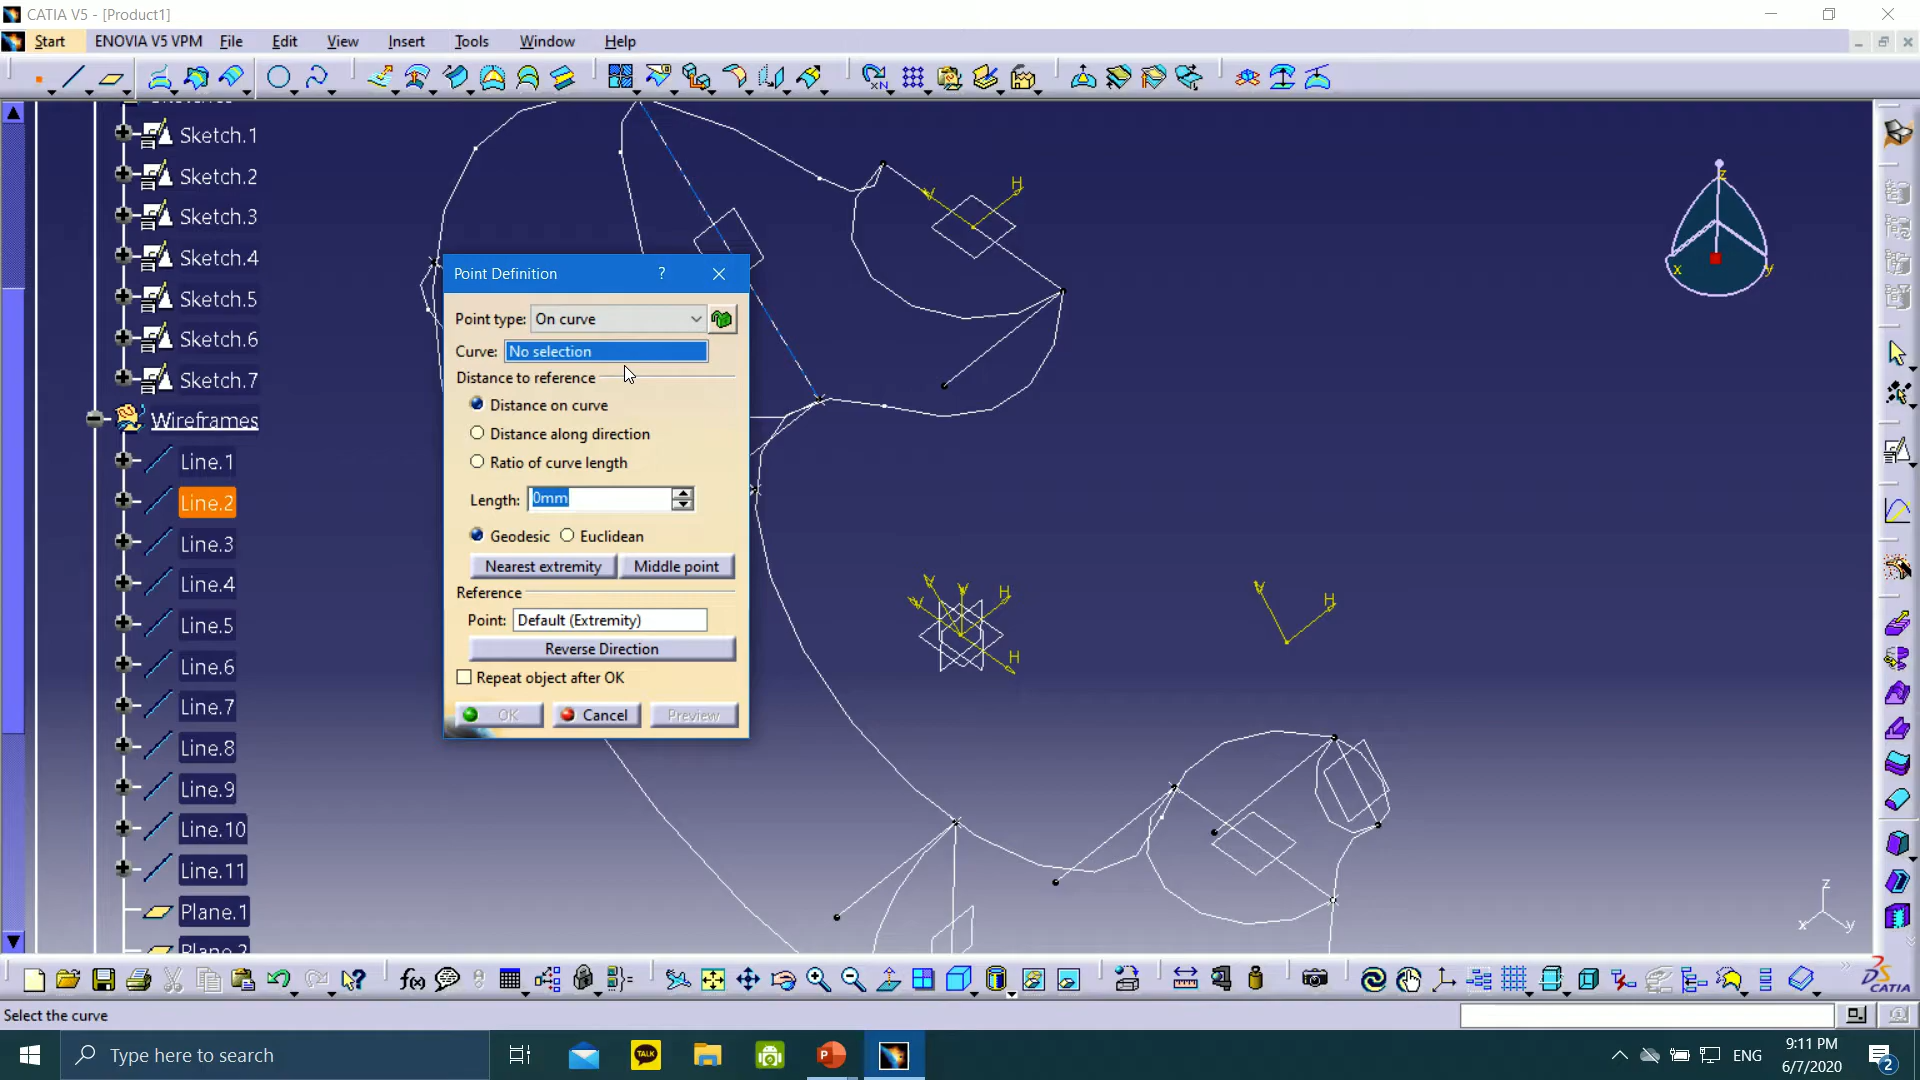 CATIA V5 - [Product1]
Start
ENOVIA V5 VPM
File
Edit
View
Insert
Tools
Window
Help
Sketch.1
Sketch.2
Sketch.3
Sketch.4
Sketch.5
Sketch.6
Sketch.7
Wireframes
Line.1
Line.2
Line.3
Line.4
Line.5
Line.6
Line.7
Line.8
Line.9
Line.10
Line.11
Plane.1
Point Definition
?
Point type: On curve
Curve: No selection
Distance to reference
Distance on curve
Distance along direction
Ratio of curve length
Length: 0mm
Geodesic
Euclidean
Nearest extremity
Middle point
Reference
Point: Default (Extremity)
Reverse Direction
Repeat object after OK
OK
Cancel
Preview
V
H
V
V
V
H
H
V
H
z
x
y
z
x
y
f(x)
CATIA
Select the curve
Type here to search
TALK
ENG
9:11 PM
6/7/2020
2